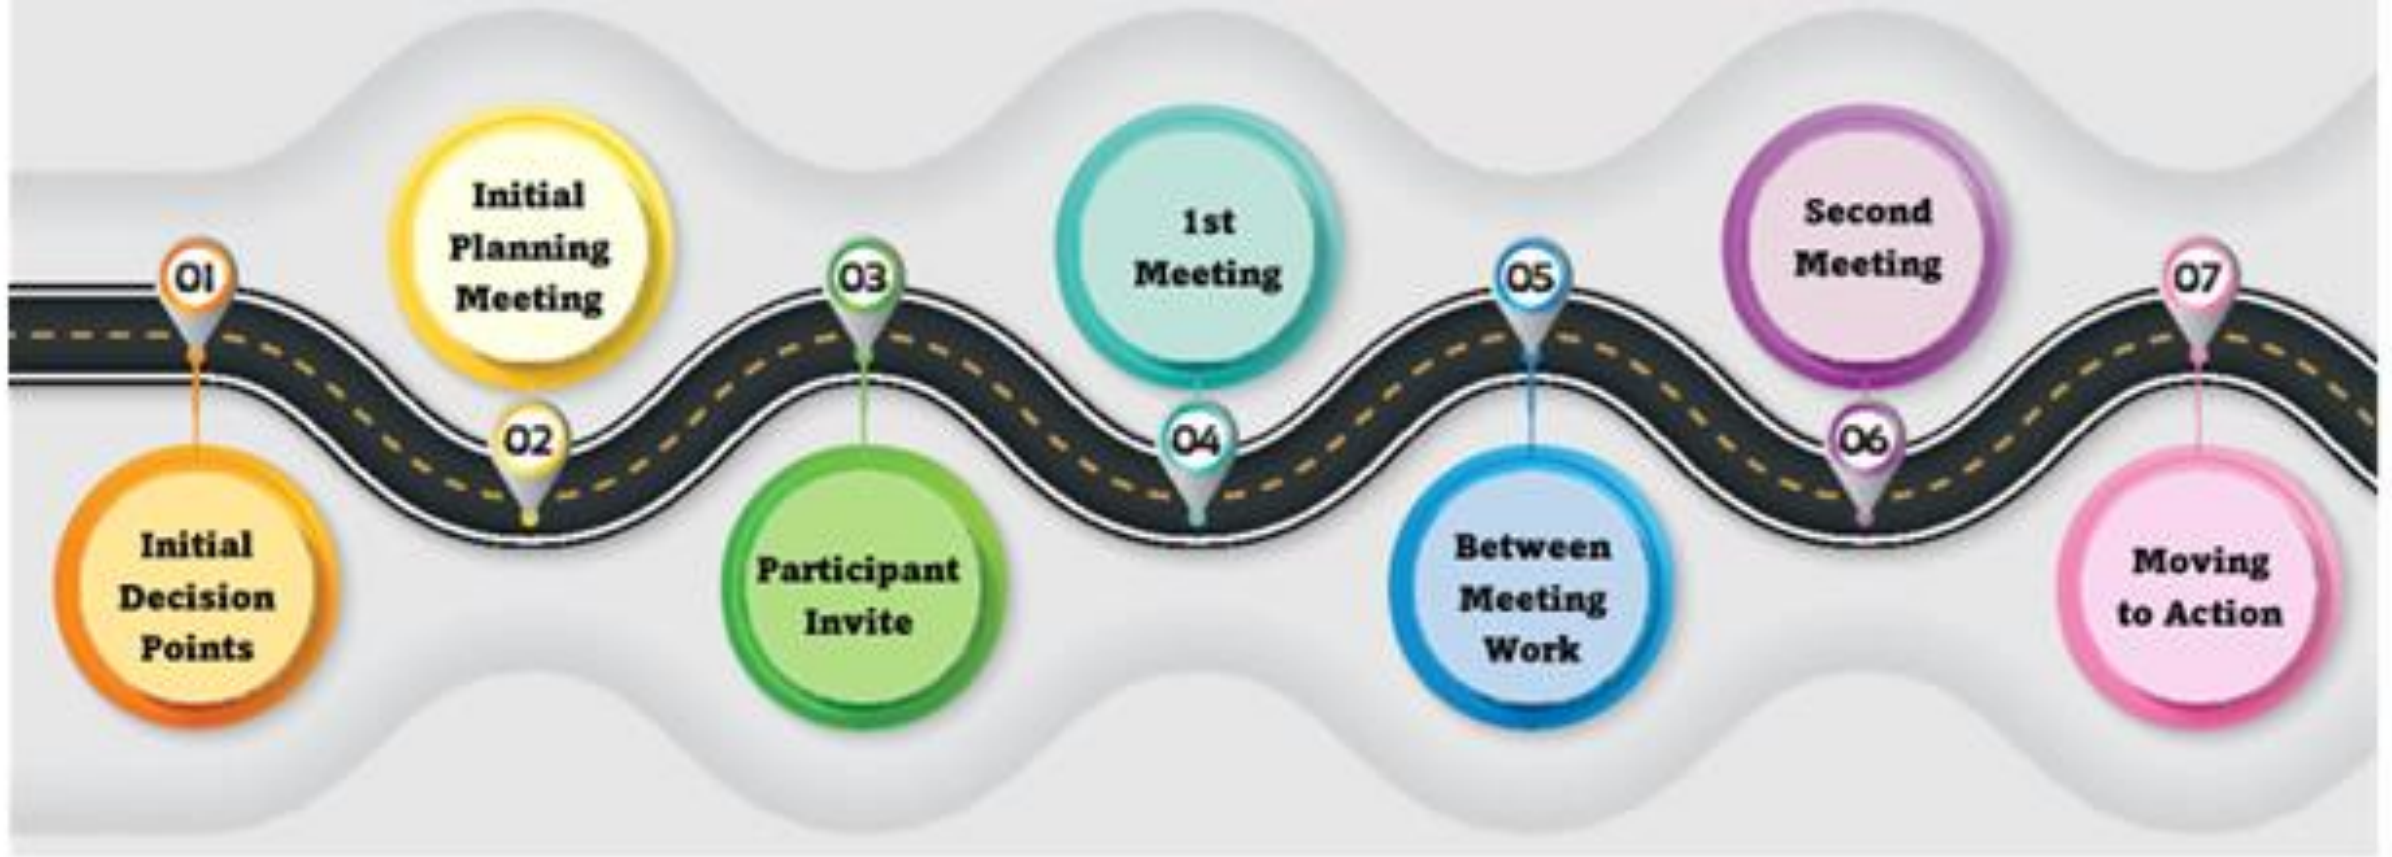 01
Initial
Decision
Points
Initial
Planning
Meeting
02
03
Participant
Invite
1st
Meeting
04
05
Between
Meeting
Work
Second
Meeting
06
07
Moving
to Action